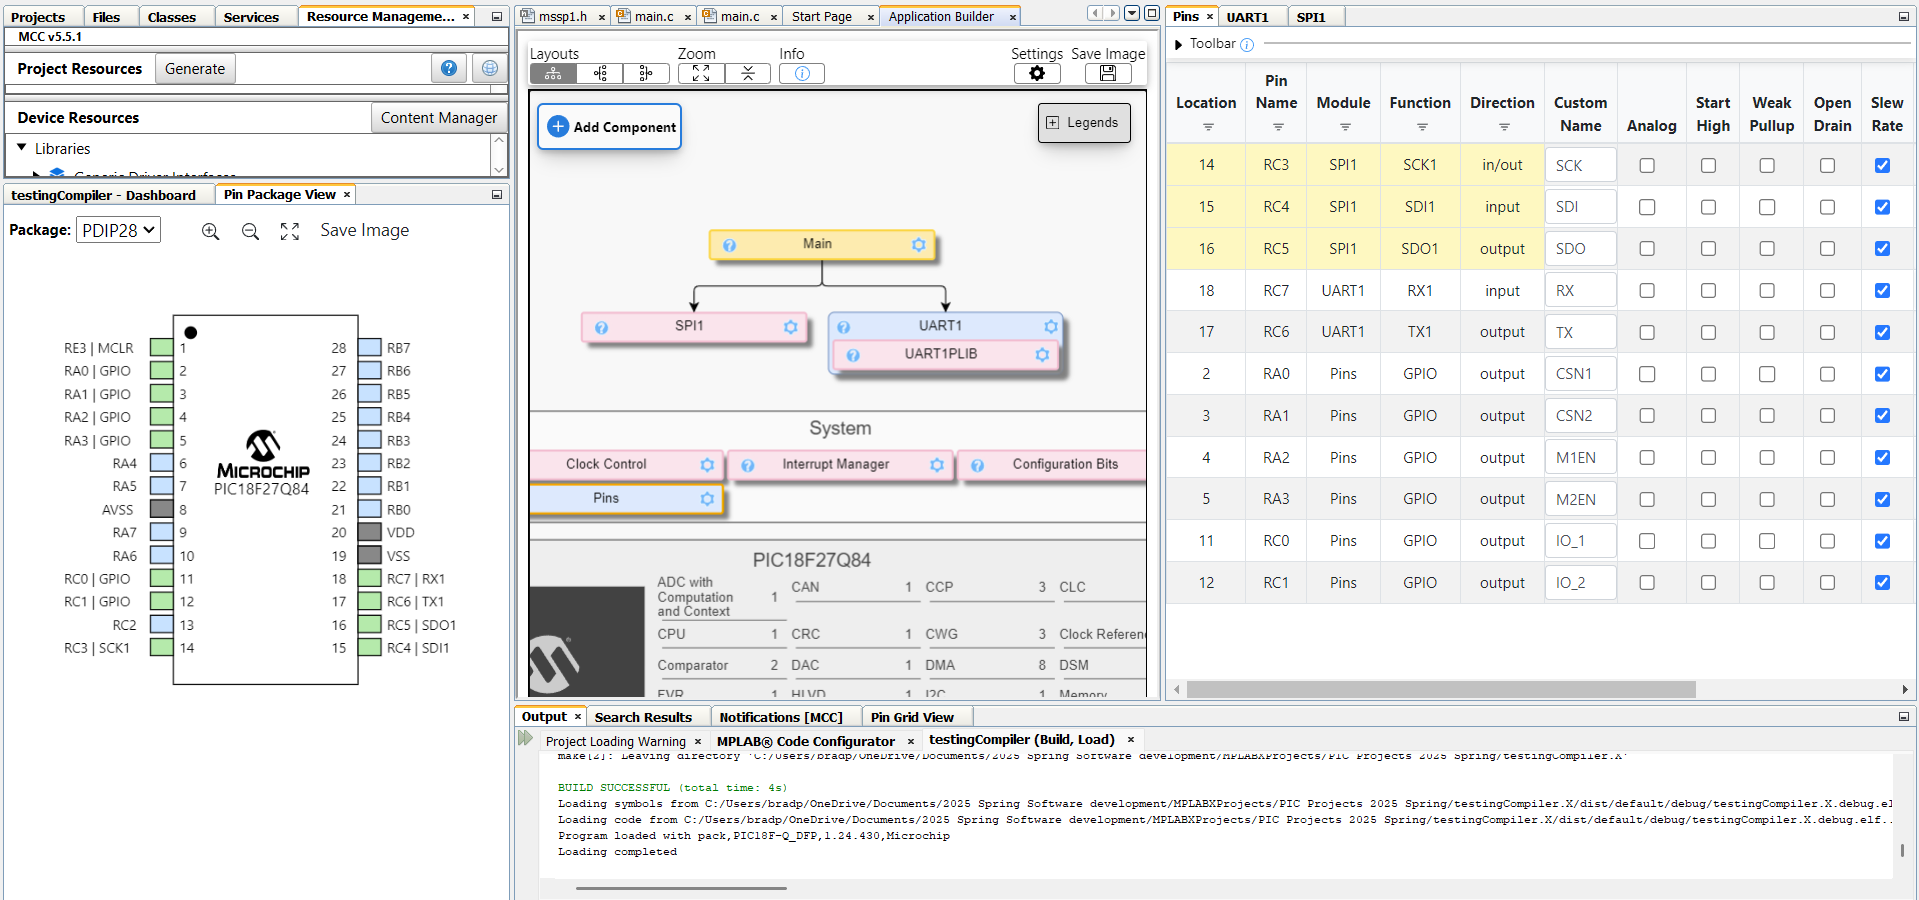 Projects Files Classes Services Resource Manageme... ×
MCC v5.5.1
Project Resources Generate
Device Resources Content Manager
Libraries
testingCompiler - Dashboard Pin Package View ×
Package: PDIP28 Save Image
RE3 | MCLR 1 28 RB7
RA0 | GPIO 2 27 RB6
RA1 | GPIO 3 26 RB5
RA2 | GPIO 4 25 RB4
RA3 | GPIO 5 24 RB3
RA4 6 23 RB2
RA5 7 22 RB1
AVSS 8 21 RB0
RA7 9 20 VDD
RA6 10 19 VSS
RC0 | GPIO 11 18 RC7 | RX1
RC1 | GPIO 12 17 RC6 | TX1
RC2 13 16 RC5 | SDO1
RC3 | SCK1 14 15 RC4 | SDI1
MICROCHIP
PIC18F27Q84
mssp1.h × main.c × main.c × Start Page × Application Builder ×
Layouts Zoom Info Settings Save Image
Add Component Legends
Main
SPI1 UART1
UART1PLIB
System
Clock Control Interrupt Manager Configuration Bits
Pins
PIC18F27Q84
ADC with Computation and Context 1 CAN 1 CCP 3 CLC
CPU 1 CRC 1 CWG 3 Clock Referen
Comparator 2 DAC 1 DMA 8 DSM
FVR 1 HLVD 1 I2C 1 Memory
Pins × UART1 SPI1
Toolbar
Location Pin Name Module Function Direction Custom Name Analog Start High Weak Pullup Open Drain Slew Rate
14 RC3 SPI1 SCK1 in/out SCK
15 RC4 SPI1 SDI1 input SDI
16 RC5 SPI1 SDO1 output SDO
18 RC7 UART1 RX1 input RX
17 RC6 UART1 TX1 output TX
2 RA0 Pins GPIO output CSN1
3 RA1 Pins GPIO output CSN2
4 RA2 Pins GPIO output M1EN
5 RA3 Pins GPIO output M2EN
11 RC0 Pins GPIO output IO_1
12 RC1 Pins GPIO output IO_2
Output × Search Results Notifications [MCC] Pin Grid View
Project Loading Warning × MPLAB® Code Configurator × testingCompiler (Build, Load) ×
make[2]: Leaving directory 'C:/Users/bradp/OneDrive/Documents/2025 Spring Software development/MPLABXProjects/PIC Projects 2025 Spring/testingCompiler.X'
BUILD SUCCESSFUL (total time: 4s)
Loading symbols from C:/Users/bradp/OneDrive/Documents/2025 Spring Software development/MPLABXProjects/PIC Projects 2025 Spring/testingCompiler.X/dist/default/debug/testingCompiler.X.debug.el
Loading code from C:/Users/bradp/OneDrive/Documents/2025 Spring Software development/MPLABXProjects/PIC Projects 2025 Spring/testingCompiler.X/dist/default/debug/testingCompiler.X.debug.elf..
Program loaded with pack,PIC18F-Q_DFP,1.24.430,Microchip
Loading completed